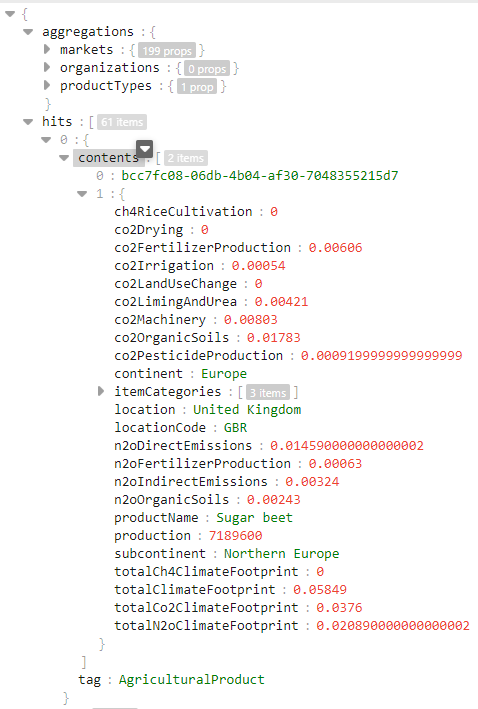 {
aggregations : {
markets : { 199 props }
organizations : { 0 props }
productTypes : { 1 prop }
}
hits : [ 61 items
0 : {
contents : [ 2 items
0 : bcc7fc08-06db-4b04-af30-7048355215d7
1 : {
ch4RiceCultivation : 0
co2Drying : 0
co2FertilizerProduction : 0.00606
co2Irrigation : 0.00054
co2LandUseChange : 0
co2LimingAndUrea : 0.00421
co2Machinery : 0.00803
co2OrganicSoils : 0.01783
co2PesticideProduction : 0.0009199999999999999
continent : Europe
itemCategories : [ 3 items ]
location : United Kingdom
locationCode : GBR
n2oDirectEmissions : 0.014590000000000002
n2oFertilizerProduction : 0.00063
n2oIndirectEmissions : 0.00324
n2oOrganicSoils : 0.00243
productName : Sugar beet
production : 7189600
subcontinent : Northern Europe
totalCh4ClimateFootprint : 0
totalClimateFootprint : 0.05849
totalCo2ClimateFootprint : 0.0376
totalN2oClimateFootprint : 0.020890000000000002
}
]
tag : AgriculturalProduct
}